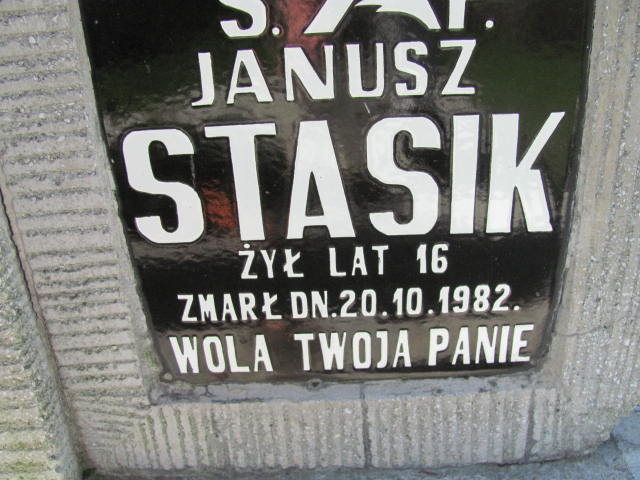 Ś. P.
JANUSZ
STASIK
ŻYŁ LAT 16
ZMARŁ DN. 20.10.1982.
WOLA TWOJA PANIE